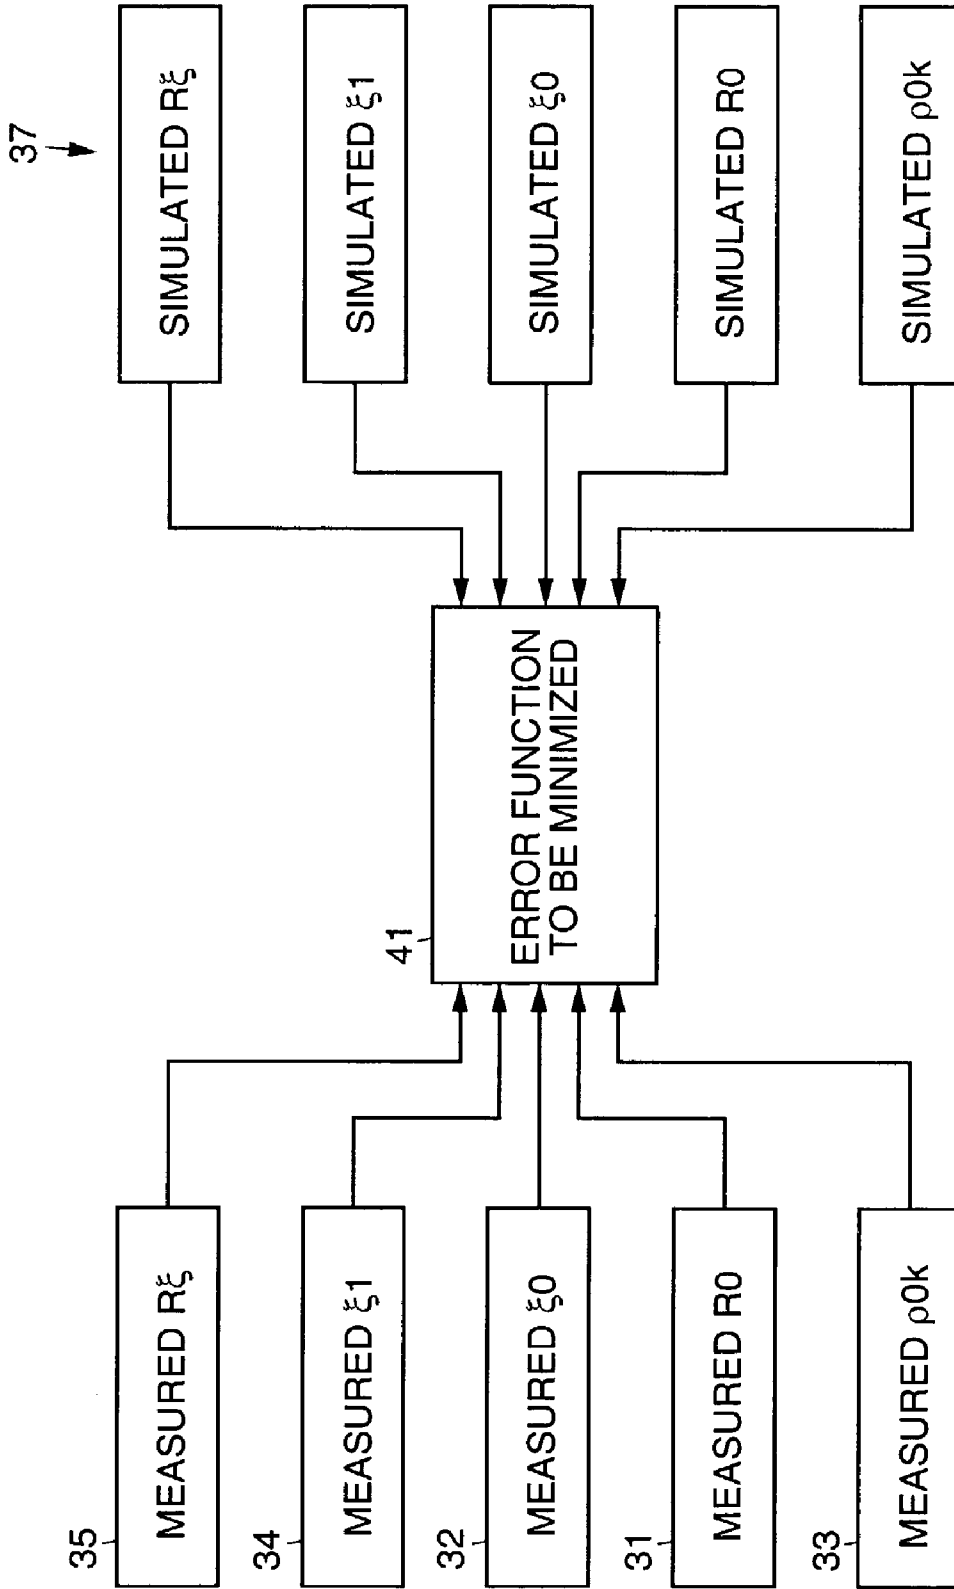 37
35
MEASURED Rξ
SIMULATED Rξ
34
MEASURED ξ1
SIMULATED ξ1
41
ERROR FUNCTION
TO BE MINIMIZED
32
MEASURED ξ0
SIMULATED ξ0
31
MEASURED R0
SIMULATED R0
33
MEASURED ρ0k
SIMULATED ρ0k